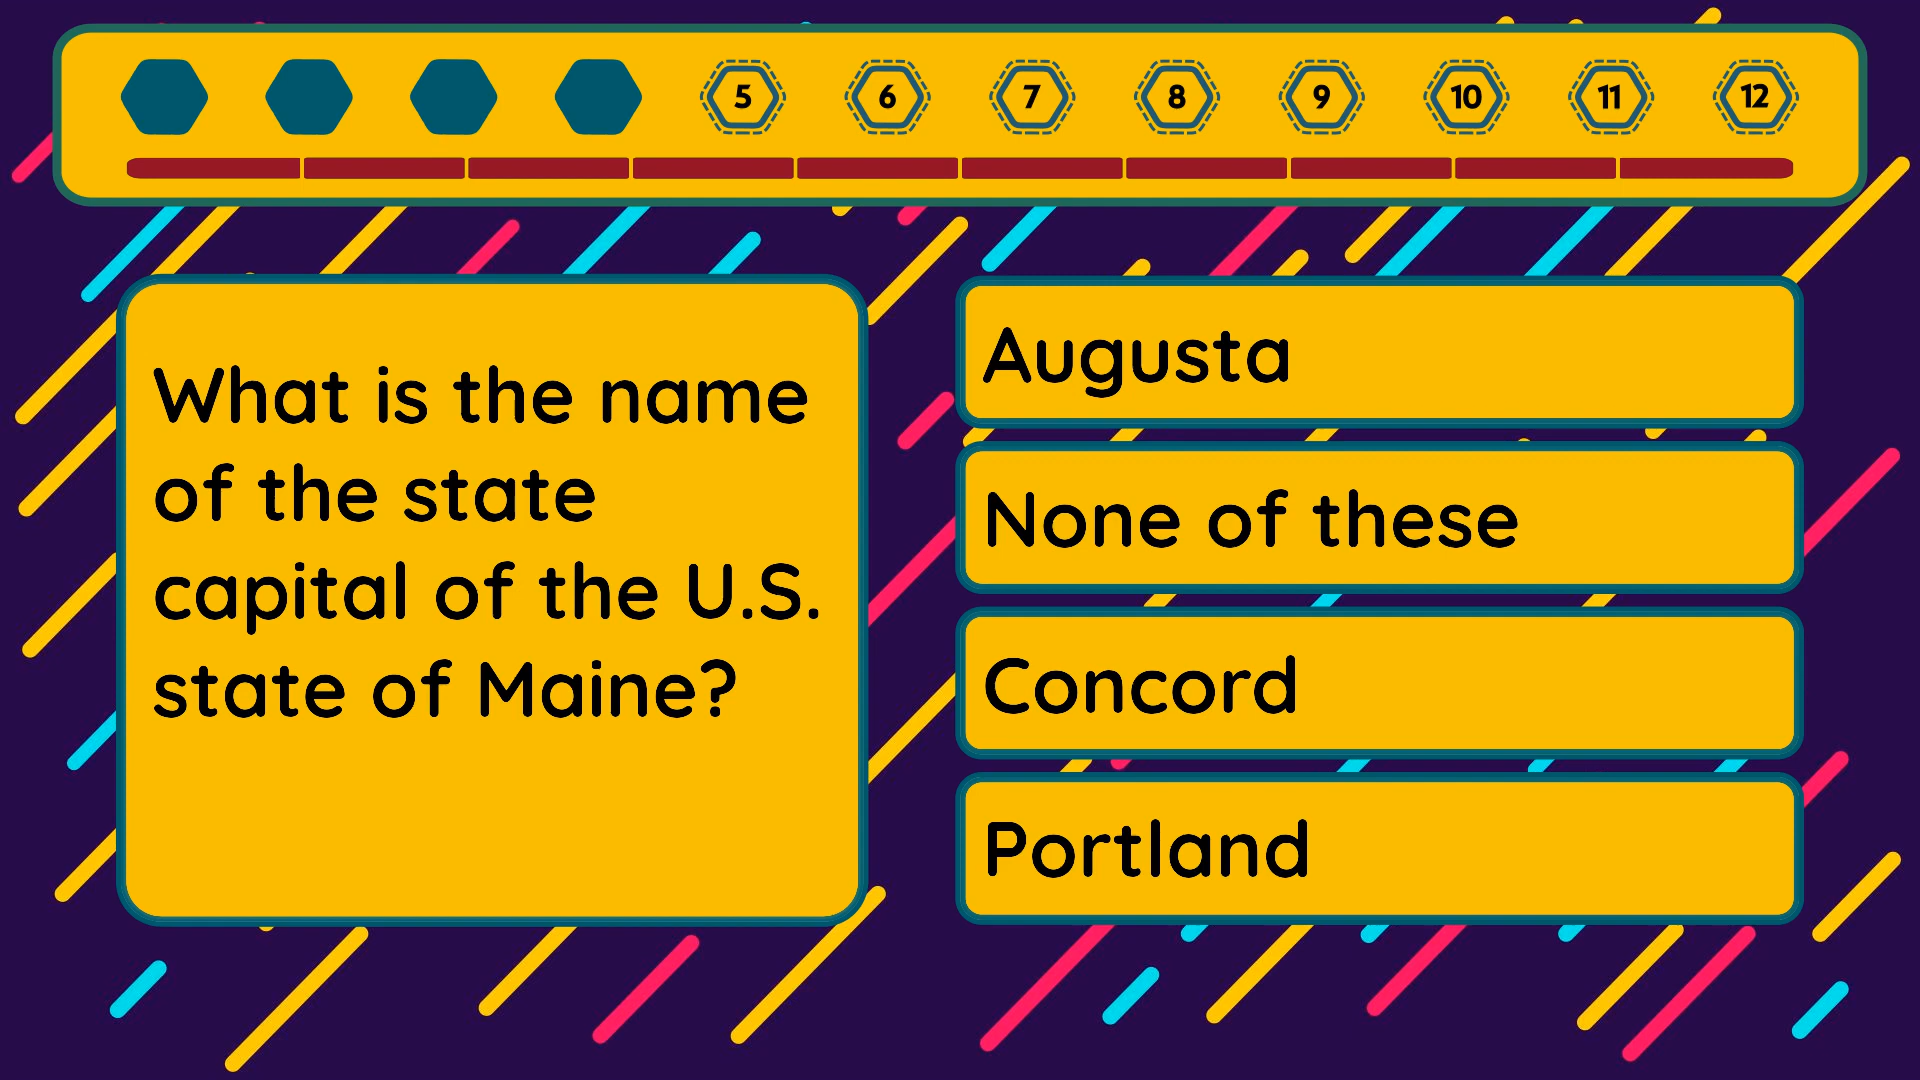 5 6 7 8 9 10 11 12
What is the name
of the state
capital of the U.S.
state of Maine?
Augusta
None of these
Concord
Portland